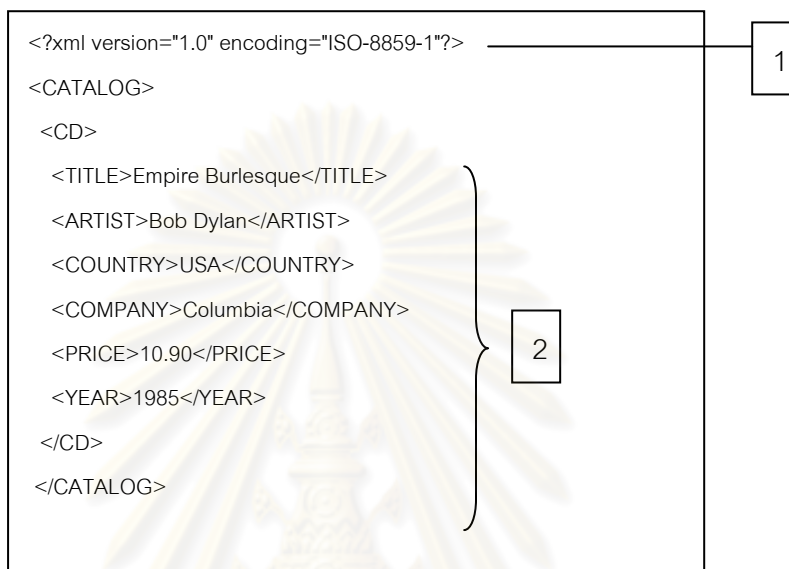 <?xml version="1.0" encoding="ISO-8859-1"?>
1
<CATALOG>
<CD>
<TITLE>Empire Burlesque</TITLE>
<ARTIST>Bob Dylan</ARTIST>
<COUNTRY>USA</COUNTRY>
<COMPANY>Columbia</COMPANY>
<PRICE>10.90</PRICE>
2
<YEAR>1985</YEAR>
</CD>
</CATALOG>